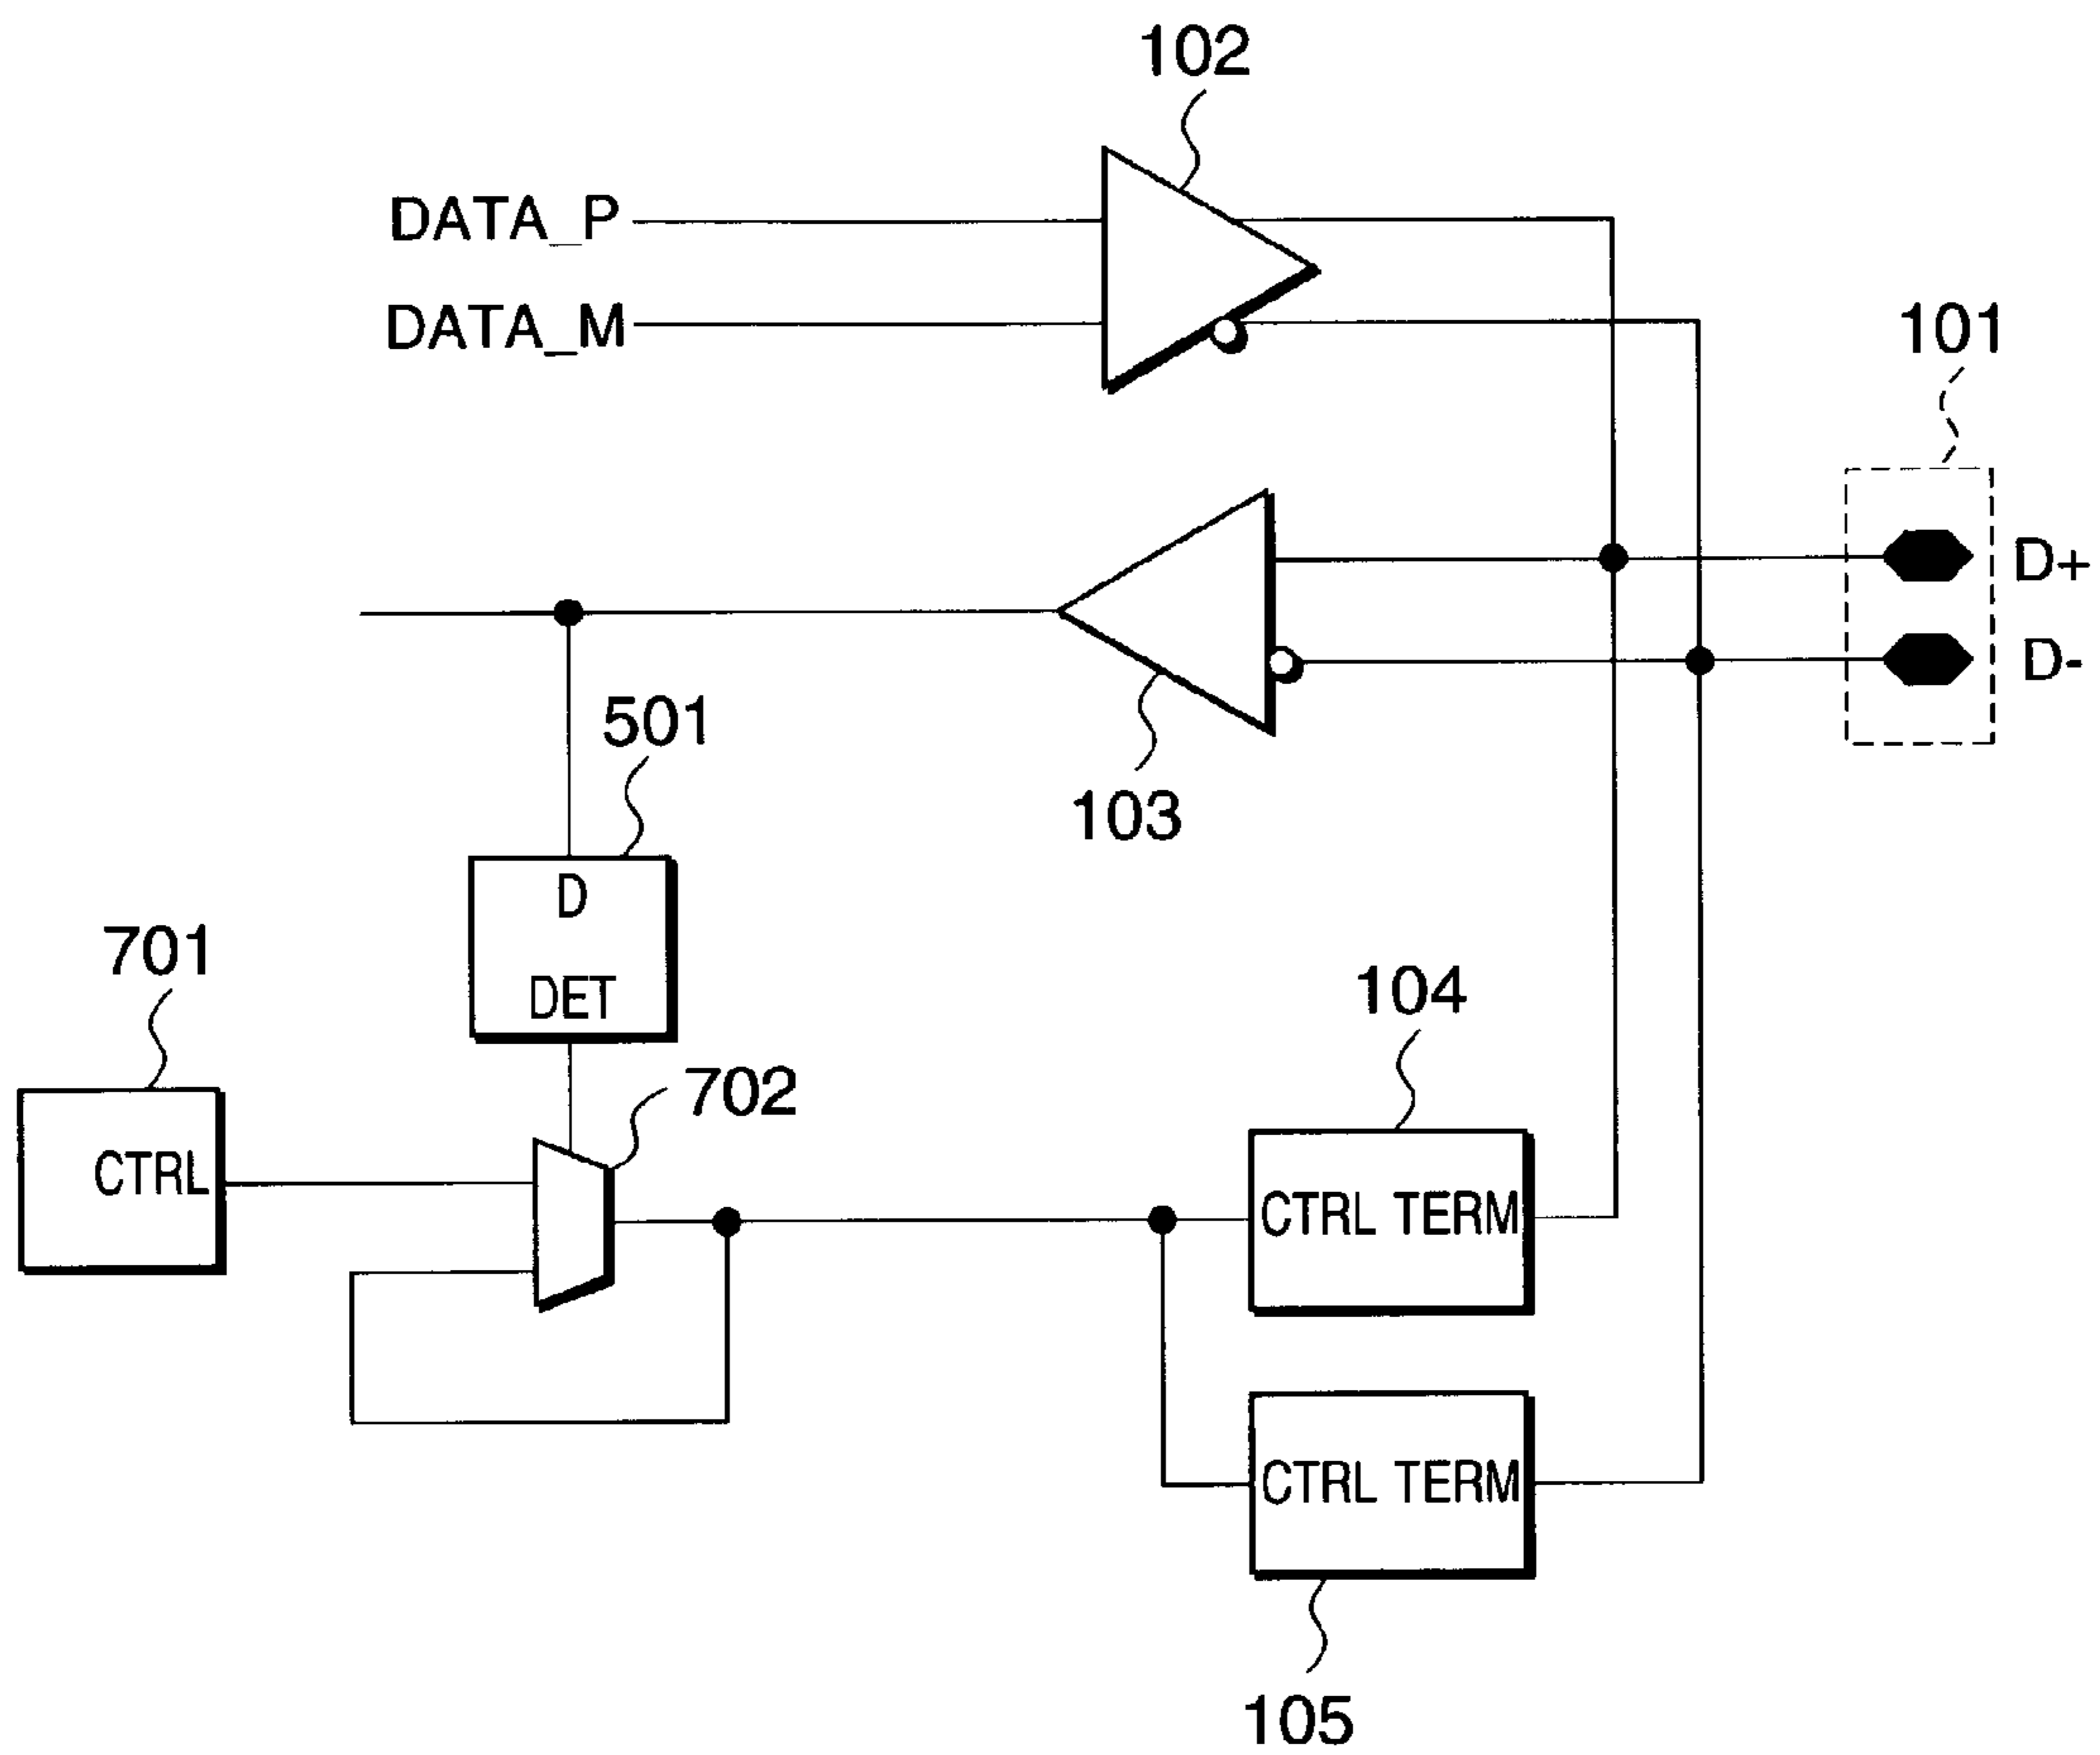 102
DATA_P
DATA_M
101
D+
D-
103
501
D
DET
701
CTRL
702
104
CTRL TERM
CTRL TERM
105